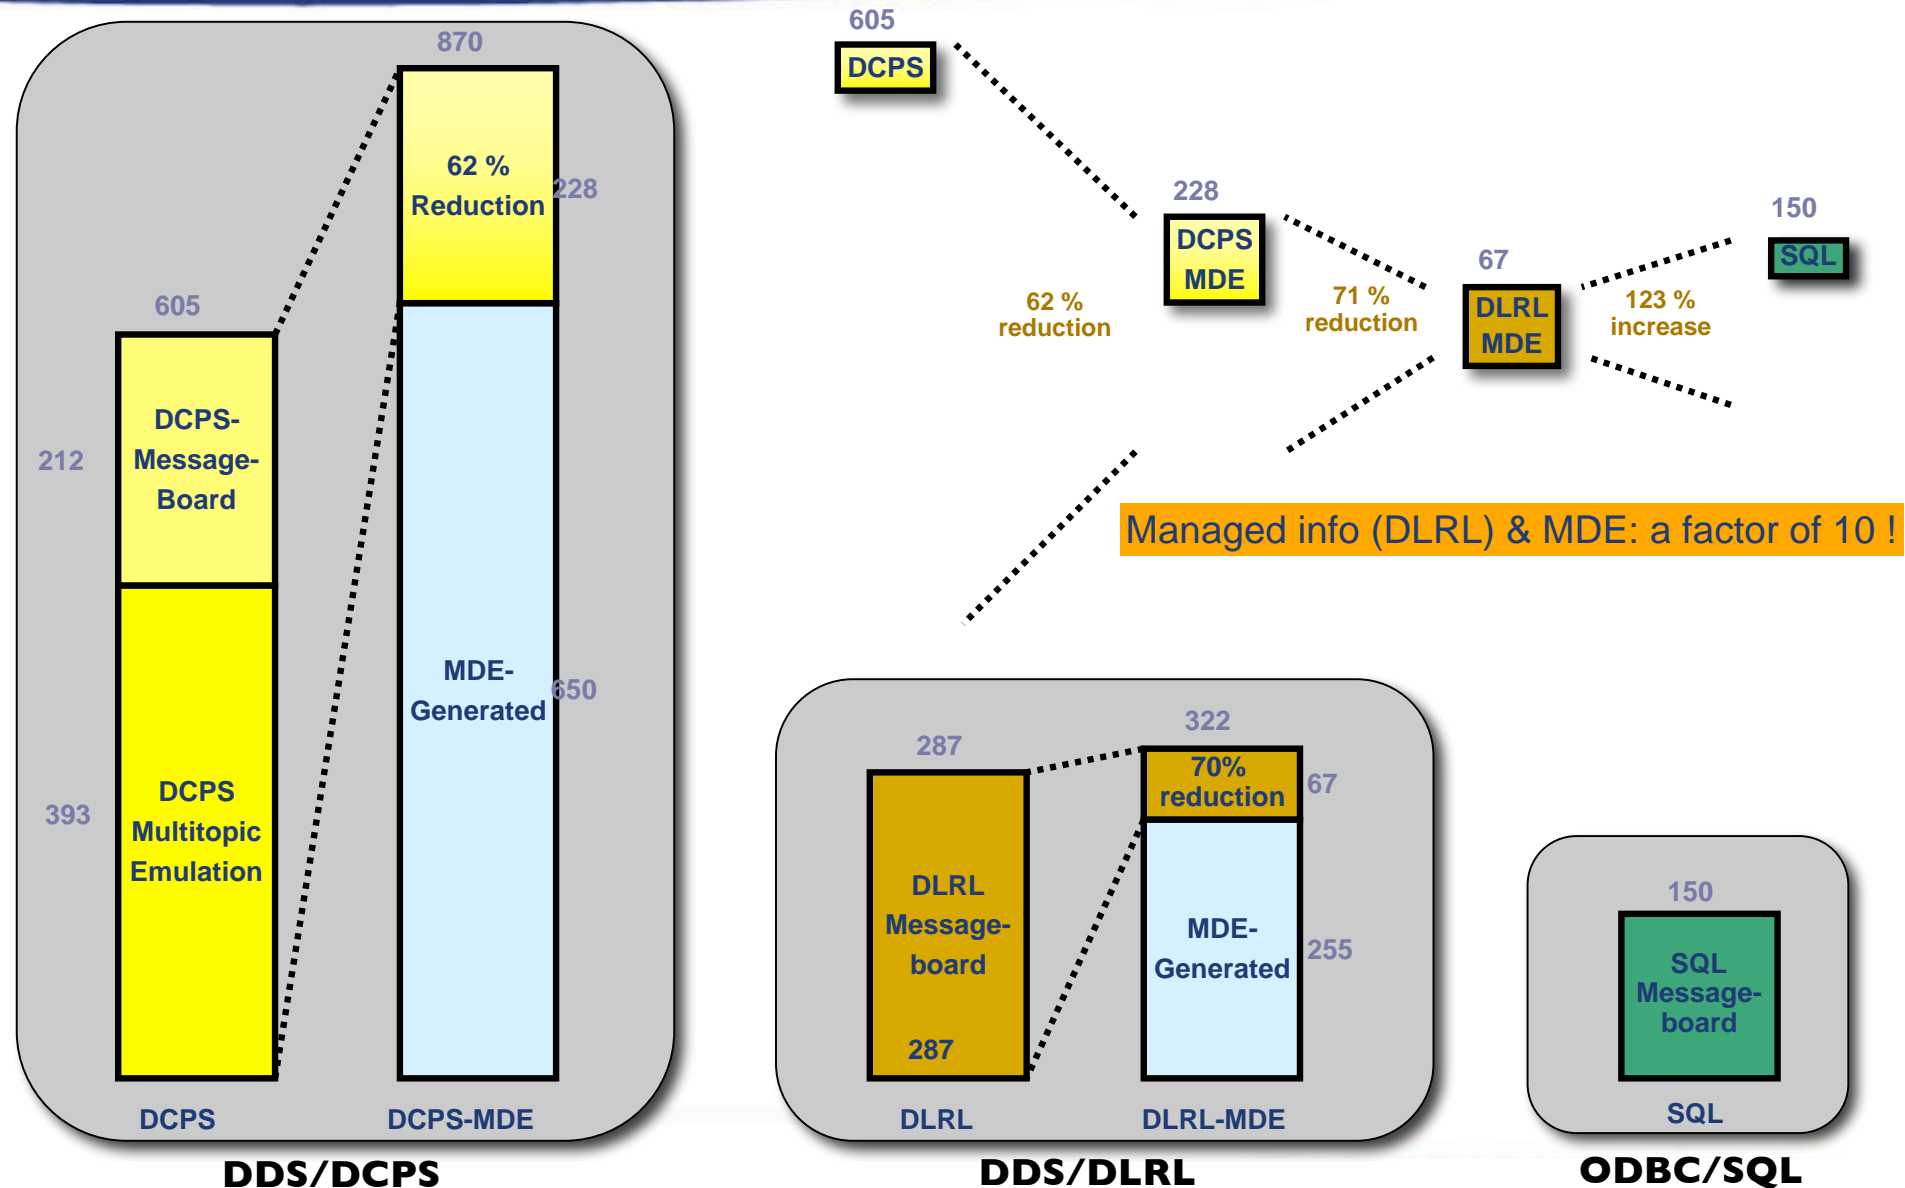 870
62 %
Reduction
228
605
DCPS-
Message-
Board
212
DCPS
Multitopic
Emulation
393
MDE-
Generated
650
DCPS
DCPS-MDE
DDS/DCPS
605
DCPS
228
DCPS
MDE
62 %
reduction
71 %
reduction
67
DLRL
MDE
123 %
increase
150
SQL
Managed info (DLRL) & MDE: a factor of 10 !
287
DLRL
Message-
board
287
322
70%
reduction
67
MDE-
Generated
255
DLRL
DLRL-MDE
DDS/DLRL
150
SQL
Message-
board
SQL
ODBC/SQL